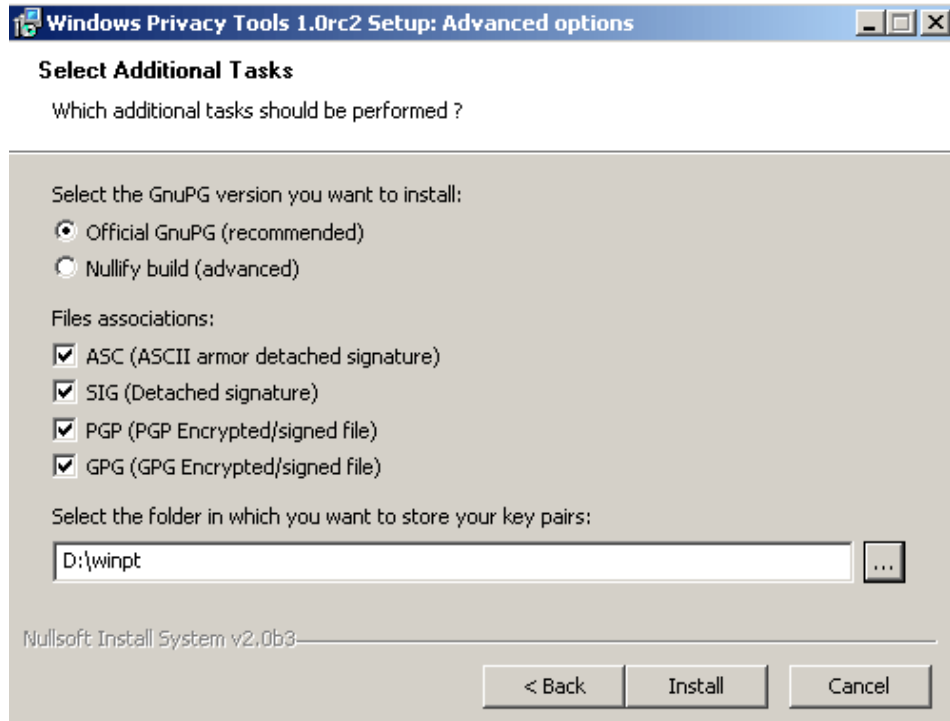 Windows Privacy Tools 1.0rc2 Setup: Advanced options
Select Additional Tasks
Which additional tasks should be performed ?
Select the GnuPG version you want to install:
Official GnuPG (recommended)
Nullify build (advanced)
Files associations:
ASC (ASCII armor detached signature)
SIG (Detached signature)
PGP (PGP Encrypted/signed file)
GPG (GPG Encrypted/signed file)
Select the folder in which you want to store your key pairs:
D:\winpt
...
Nullsoft Install System v2.0b3
< Back Install Cancel